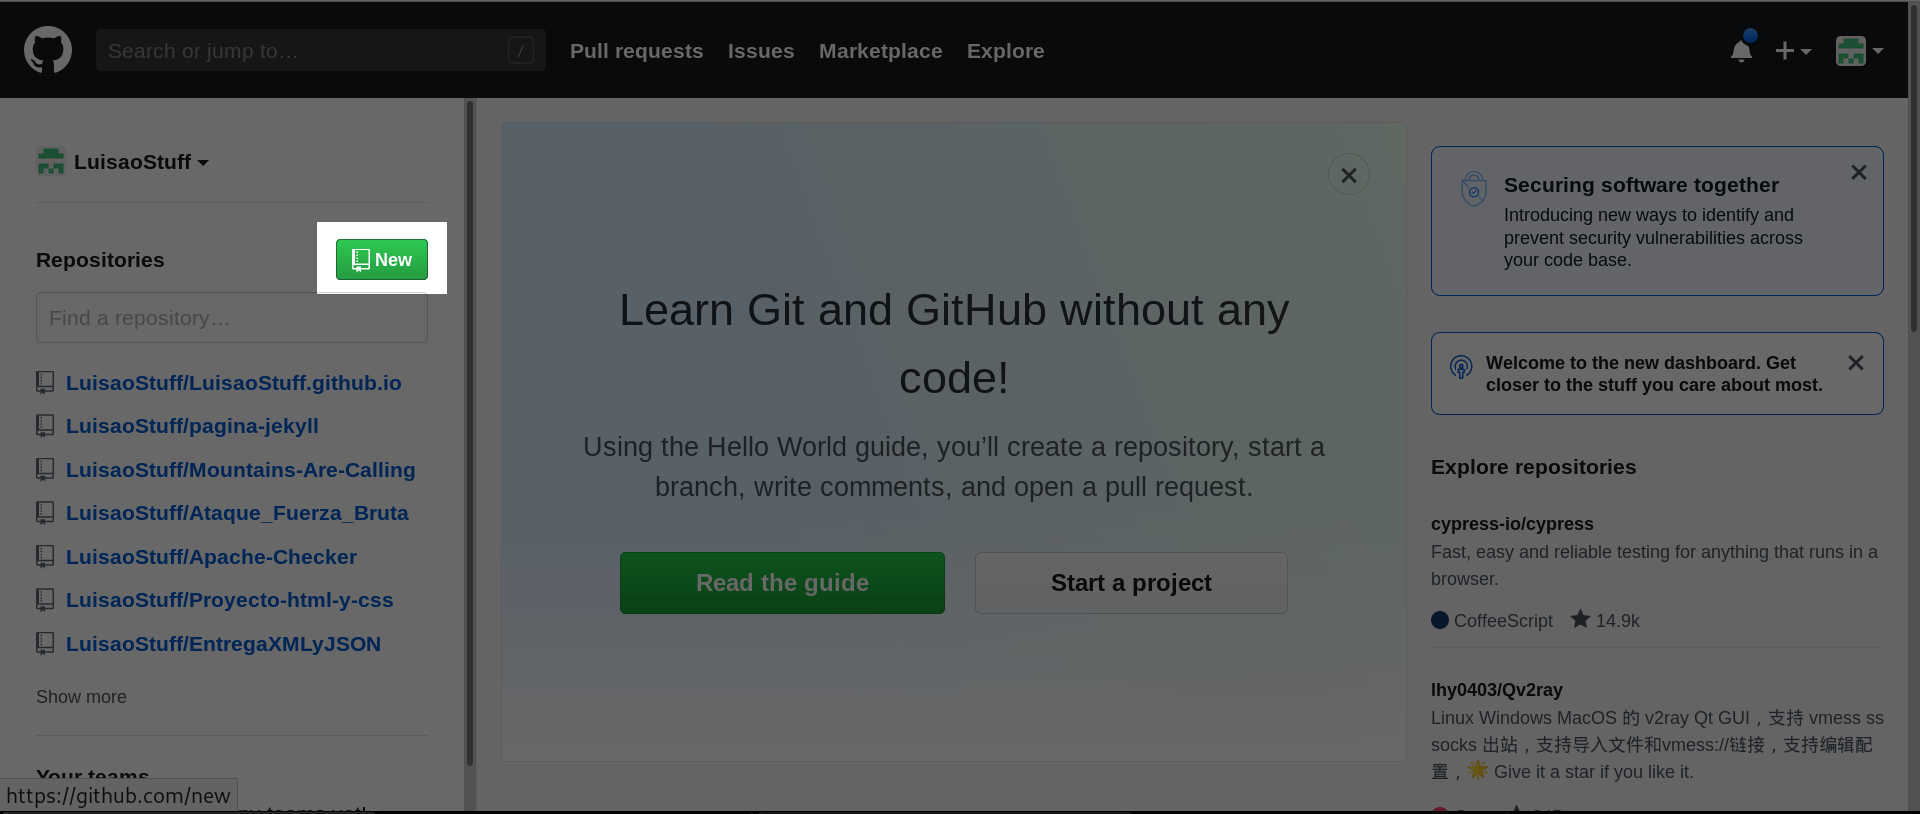 Search or jump to…
/
Pull requests
Issues
Marketplace
Explore
LuisaoStuff
Repositories
New
Find a repository…
LuisaoStuff/LuisaoStuff.github.io
LuisaoStuff/pagina-jekyll
LuisaoStuff/Mountains-Are-Calling
LuisaoStuff/Ataque_Fuerza_Bruta
LuisaoStuff/Apache-Checker
LuisaoStuff/Proyecto-html-y-css
LuisaoStuff/EntregaXMLyJSON
Show more
Your teams
https://github.com/new
Learn Git and GitHub without any
code!
Using the Hello World guide, you’ll create a repository, start a
branch, write comments, and open a pull request.
Read the guide
Start a project
Securing software together
Introducing new ways to identify and
prevent security vulnerabilities across
your code base.
Welcome to the new dashboard. Get
closer to the stuff you care about most.
Explore repositories
cypress-io/cypress
Fast, easy and reliable testing for anything that runs in a
browser.
CoffeeScript 14.9k
lhy0403/Qv2ray
Linux Windows MacOS 的 v2ray Qt GUI，支持 vmess ss
socks 出站，支持导入文件和vmess://链接，支持编辑配
置，🌟 Give it a star if you like it.